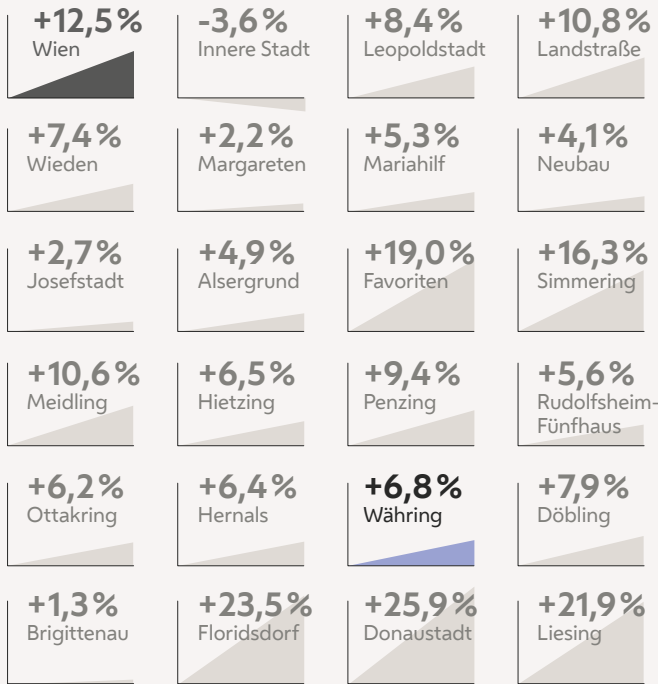 +12,5%
Wien
-3,6%
Innere Stadt
+8,4%
Leopoldstadt
+10,8%
Landstraße
+7,4%
Wieden
+2,2%
Margareten
+5,3%
Mariahilf
+4,1%
Neubau
+2,7%
Josefstadt
+4,9%
Alsergrund
+19,0%
Favoriten
+16,3%
Simmering
+10,6%
Meidling
+6,5%
Hietzing
+9,4%
Penzing
+5,6%
Rudolfsheim-
Fünfhaus
+6,2%
Ottakring
+6,4%
Hernals
+6,8%
Währing
+7,9%
Döbling
+1,3%
Brigittenau
+23,5%
Floridsdorf
+25,9%
Donaustadt
+21,9%
Liesing